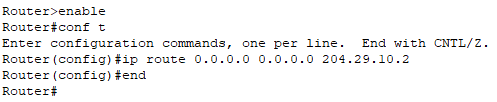 Router>enable
Router#conf t
Enter configuration commands, one per line.  End with CNTL/Z.
Router(config)#ip route 0.0.0.0 0.0.0.0 204.29.10.2
Router(config)#end
Router#